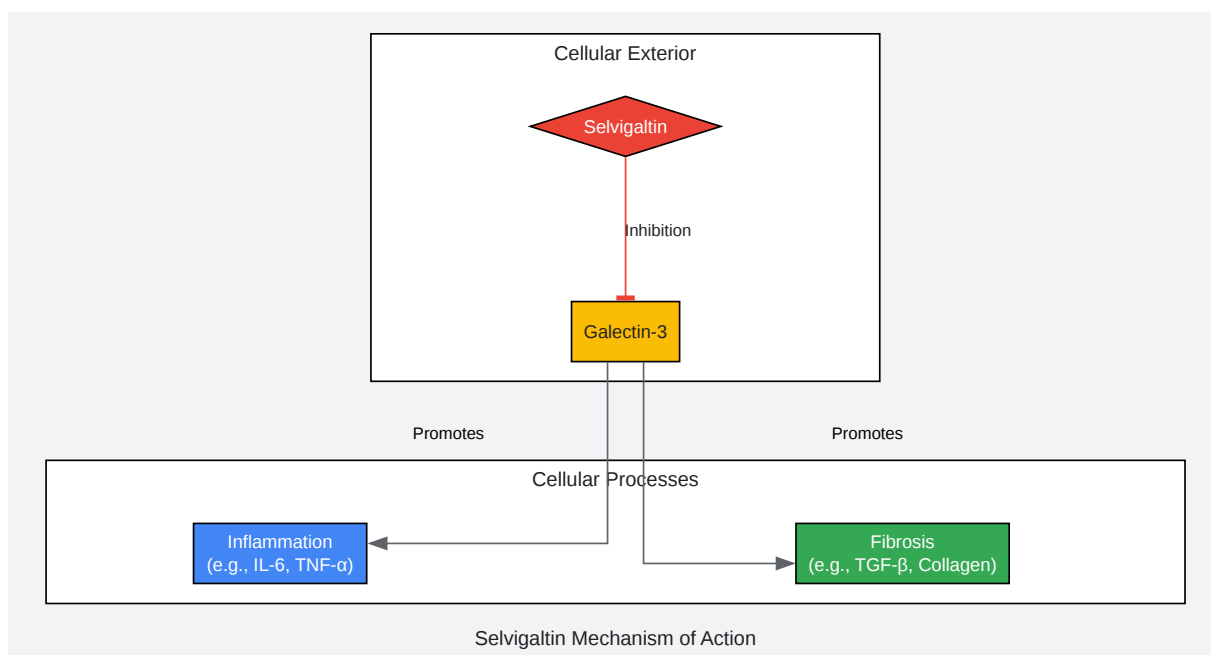 Cellular Exterior
Selvigaltin
Inhibition
Galectin-3
Promotes
Promotes
Cellular Processes
Inflammation
(e.g., IL-6, TNF-α)
Fibrosis
(e.g., TGF-β, Collagen)
Selvigaltin Mechanism of Action